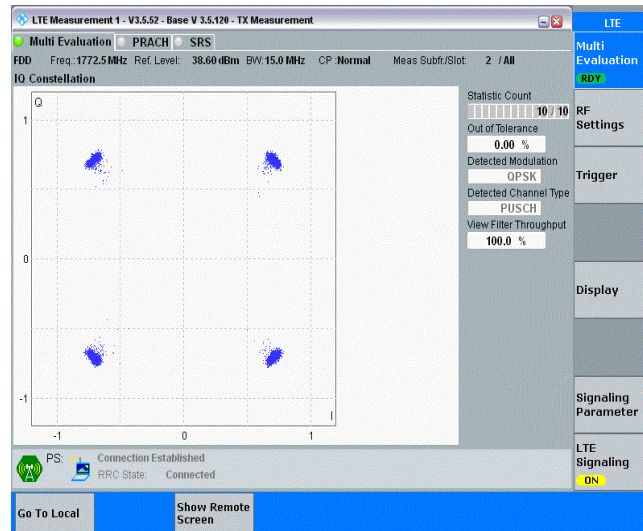 LTE Measurement 1 - V3.5.52 - Base V 3.5.120 - TX Measurement
LTE
Multi Evaluation PRACH SRS
Multi
Evaluation
RDY
FDD Freq.:1772.5 MHz Ref. Level: 38.60 dBm BW:15.0 MHz CP :Normal Meas Subfr./Slot: 2 / All
IQ Constellation
Q
1
0
-1
-1
0
1
I
Statistic Count
10 / 10
Out of Tolerance
0.00 %
Detected Modulation
QPSK
Detected Channel Type
PUSCH
View Filter Throughput
100.0 %
RF
Settings
Trigger
Display
Signaling
Parameter
LTE
Signaling
ON
PS: Connection Established
RRC State: Connected
Go To Local
Show Remote
Screen